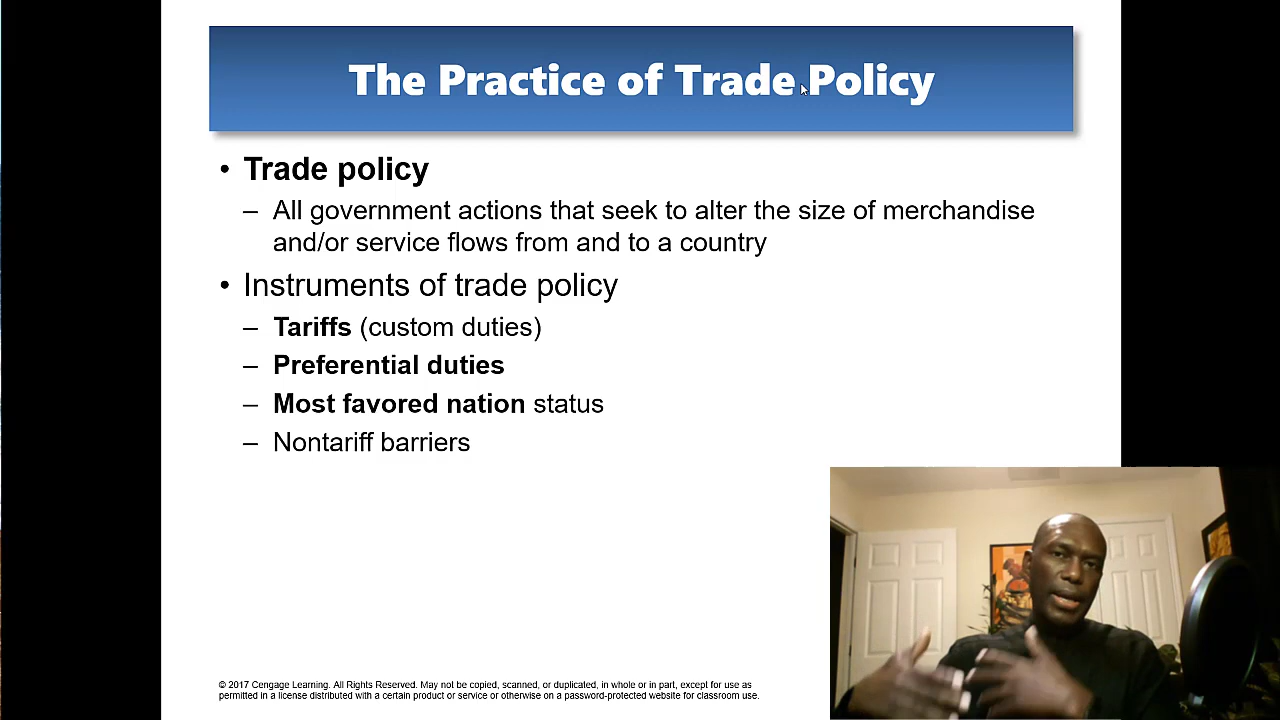 The Practice of Trade Policy
• Trade policy
– All government actions that seek to alter the size of merchandise
and/or service flows from and to a country
• Instruments of trade policy
– Tariffs (custom duties)
– Preferential duties
– Most favored nation status
– Nontariff barriers
© 2017 Cengage Learning. All Rights Reserved. May not be copied, scanned, or duplicated, in whole or in part, except for use as
permitted in a license distributed with a certain product or service or otherwise on a password-protected website for classroom use.